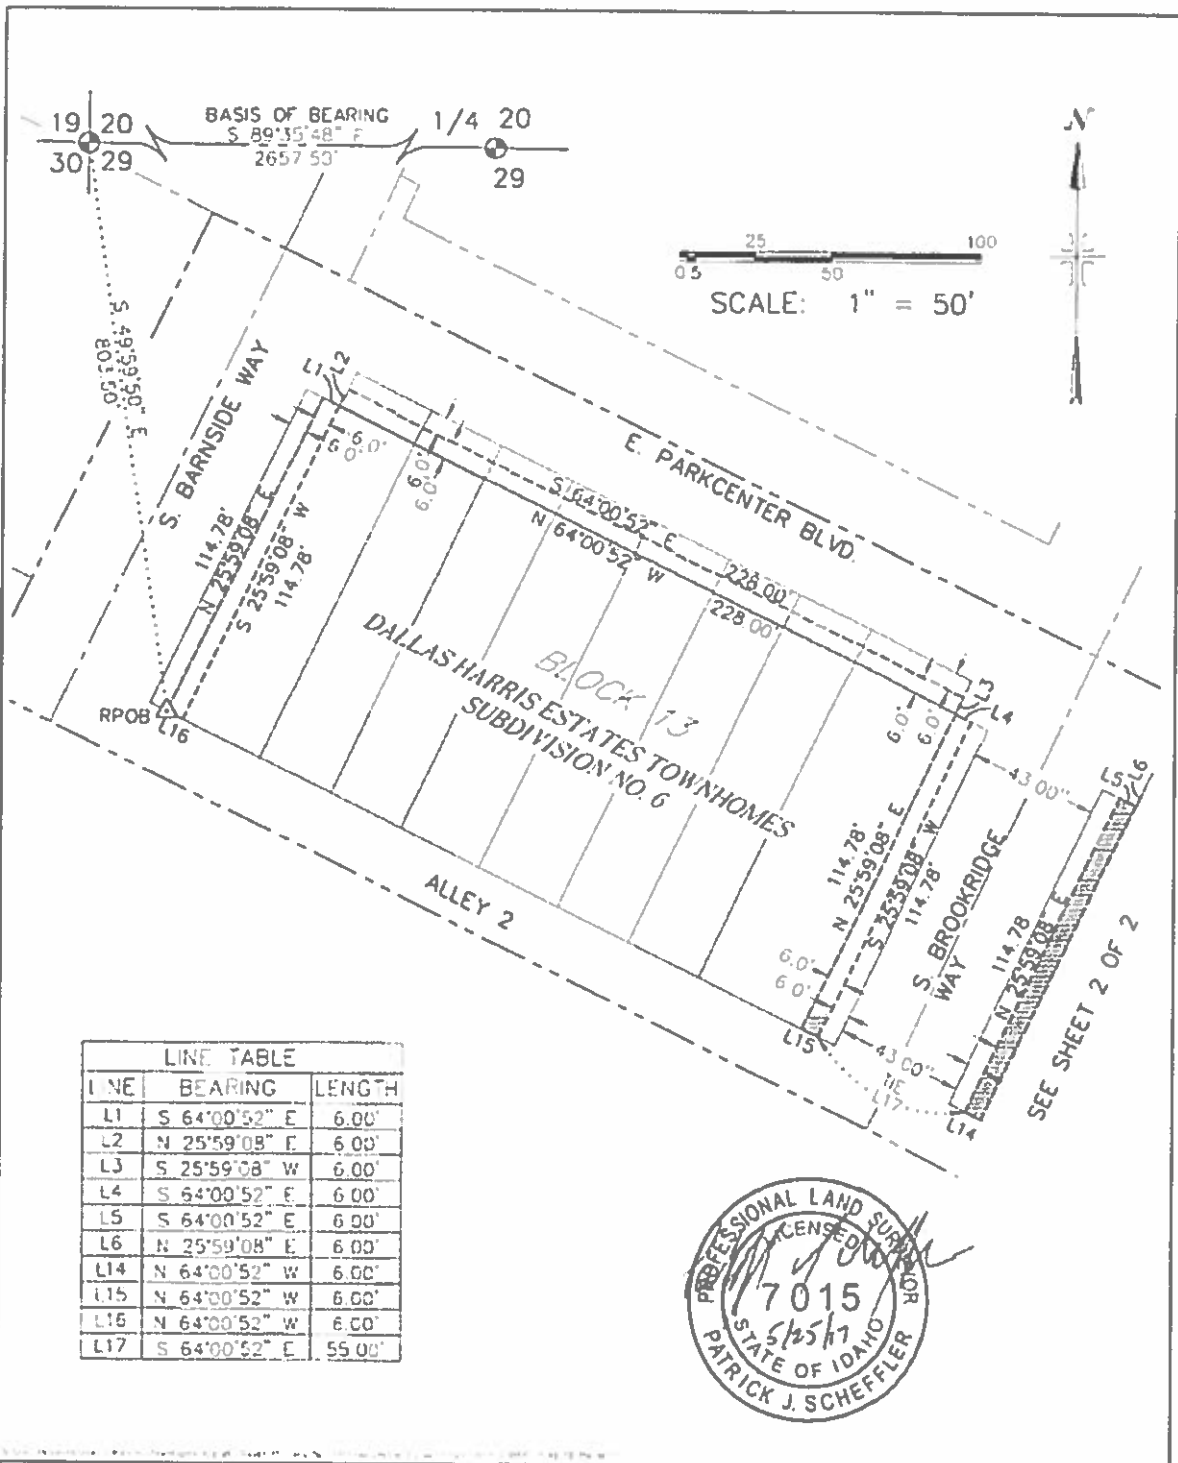 19 20
30 29
BASIS OF BEARING
S 89°35'48" E
2657.50'
1/4 20
29
N
25 100
0 5 50
SCALE: 1" = 50'
S 49°59'50" E
803.50'
S. BARNSIDE WAY
L1
L2
6.0'
6.0'
6.0'
6.0'
E. PARKCENTER BLVD.
S 64°00'52" E 228.00'
N 64°00'52" W 228.00'
114.78'
N 25°59'08" E
S 25°59'08" W
114.78'
BLOCK 13
DALLAS HARRIS ESTATES TOWNHOMES
SUBDIVISION NO. 6
RPOB
L16
L3
L4
6.0'
6.0'
43.00"
L5
L6
114.78'
N 25°59'08" E
S 25°59'08" W
114.78'
S. BROOKRIDGE
WAY
114.78
N 25°59'08" E
SEE SHEET 2 OF 2
ALLEY 2
6.0'
6.0'
L15
43.00"
TIE
L17
L14
LINE TABLE
LINE BEARING LENGTH
L1 S 64°00'52" E 6.00'
L2 N 25°59'08" E 6.00'
L3 S 25°59'08" W 6.00'
L4 S 64°00'52" E 6.00'
L5 S 64°00'52" E 6.00'
L6 N 25°59'08" E 6.00'
L14 N 64°00'52" W 6.00'
L15 N 64°00'52" W 6.00'
L16 N 64°00'52" W 6.00'
L17 S 64°00'52" E 55.00'
PROFESSIONAL LAND SURVEYOR
LICENSED
7015
5/25/17
STATE OF IDAHO
PATRICK J. SCHEFFLER